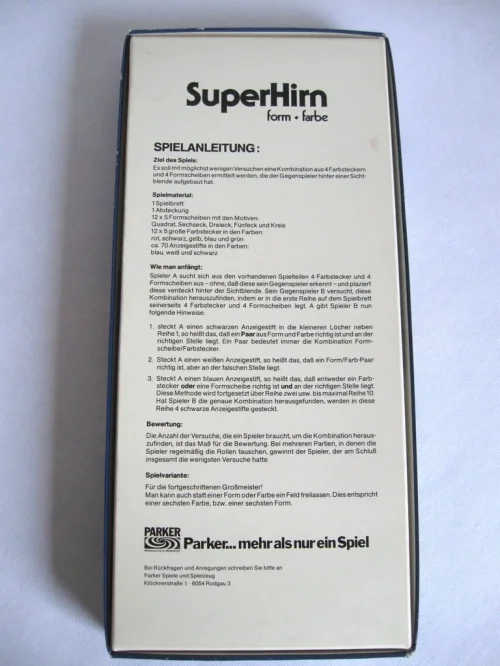 SuperHirn
form + farbe
SPIELANLEITUNG:
Ziel des Spiels:
Es soll mit möglichst wenigen Versuchen eine Kombination aus 4 Farbsteckern
und 4 Formscheiben ermittelt werden, die der Gegenspieler hinter einer Sicht-
blende aufgebaut hat.
Spielmaterial:
1 Spielbrett
1 Abdeckung
12 x 5 Formscheiben mit den Motiven:
Quadrat, Sechseck, Dreieck, Fünfeck und Kreis
12 x 5 große Farbstecker in den Farben:
rot, schwarz, gelb, blau und grün
ca. 70 Anzeigestifte in den Farben:
blau, weiß und schwarz
Wie man anfängt:
Spieler A sucht sich aus den vorhandenen Spielteilen 4 Farbstecker und 4
Formscheiben aus – ohne, daß diese sein Gegenspieler erkennt – und plaziert
diese verdeckt hinter der Sichtblende. Sein Gegenspieler B versucht, diese
Kombination herauszufinden, indem er in die erste Reihe auf dem Spielbrett
seinerseits 4 Farbstecker und 4 Formscheiben legt. A gibt Spieler B nun
folgende Hinweise:
1. steckt A einen schwarzen Anzeigestift in die kleineren Löcher neben
Reihe 1, so heißt das, daß ein Paar aus Form und Farbe richtig ist und an der
richtigen Stelle liegt. Ein Paar bedeutet immer die Kombination Form-
scheibe/Farbstecker.
2. Steckt A einen weißen Anzeigestift, so heißt das, daß ein Form/Farb-Paar
richtig ist, aber an der falschen Stelle liegt.
3. Steckt A einen blauen Anzeigestift, so heißt das, daß entweder ein Farb-
stecker oder eine Formscheibe richtig ist und an der richtigen Stelle liegt.
Diese Methode wird fortgesetzt über Reihe zwei usw. bis maximal Reihe 10.
Hat Spieler B die genaue Kombination herausgefunden, werden in diese
Reihe 4 schwarze Anzeigestifte gesteckt.
Bewertung:
Die Anzahl der Versuche, die ein Spieler braucht, um die Kombination heraus-
zufinden, ist das Maß für die Bewertung. Bei mehreren Partien, in denen die
Spieler regelmäßig die Rollen tauschen, gewinnt der Spieler, der am Schluß
insgesamt die wenigsten Versuche hatte.
Spielvariante:
Für die fortgeschrittenen Großmeister!
Man kann auch statt einer Form oder Farbe ein Feld freilassen. Dies entspricht
einer sechsten Farbe, bzw. einer sechsten Form.
PARKER
Parker... mehr als nur ein Spiel
Bei Rückfragen und Anregungen schreiben Sie bitte an
Parker Spiele und Spielzeug
Klöcknerstraße 1 · 6054 Rodgau 3